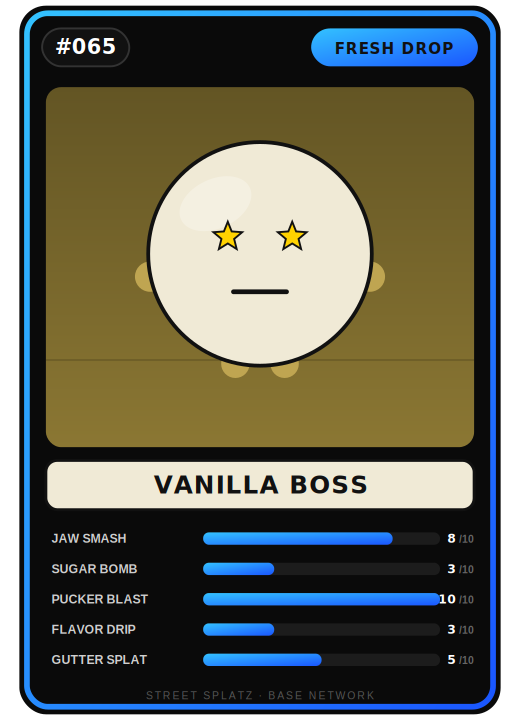 #065 FRESH DROP
VANILLA BOSS
JAW SMASH 8 /10
SUGAR BOMB 3 /10
PUCKER BLAST 10 /10
FLAVOR DRIP 3 /10
GUTTER SPLAT 5 /10
STREET SPLATZ · BASE NETWORK